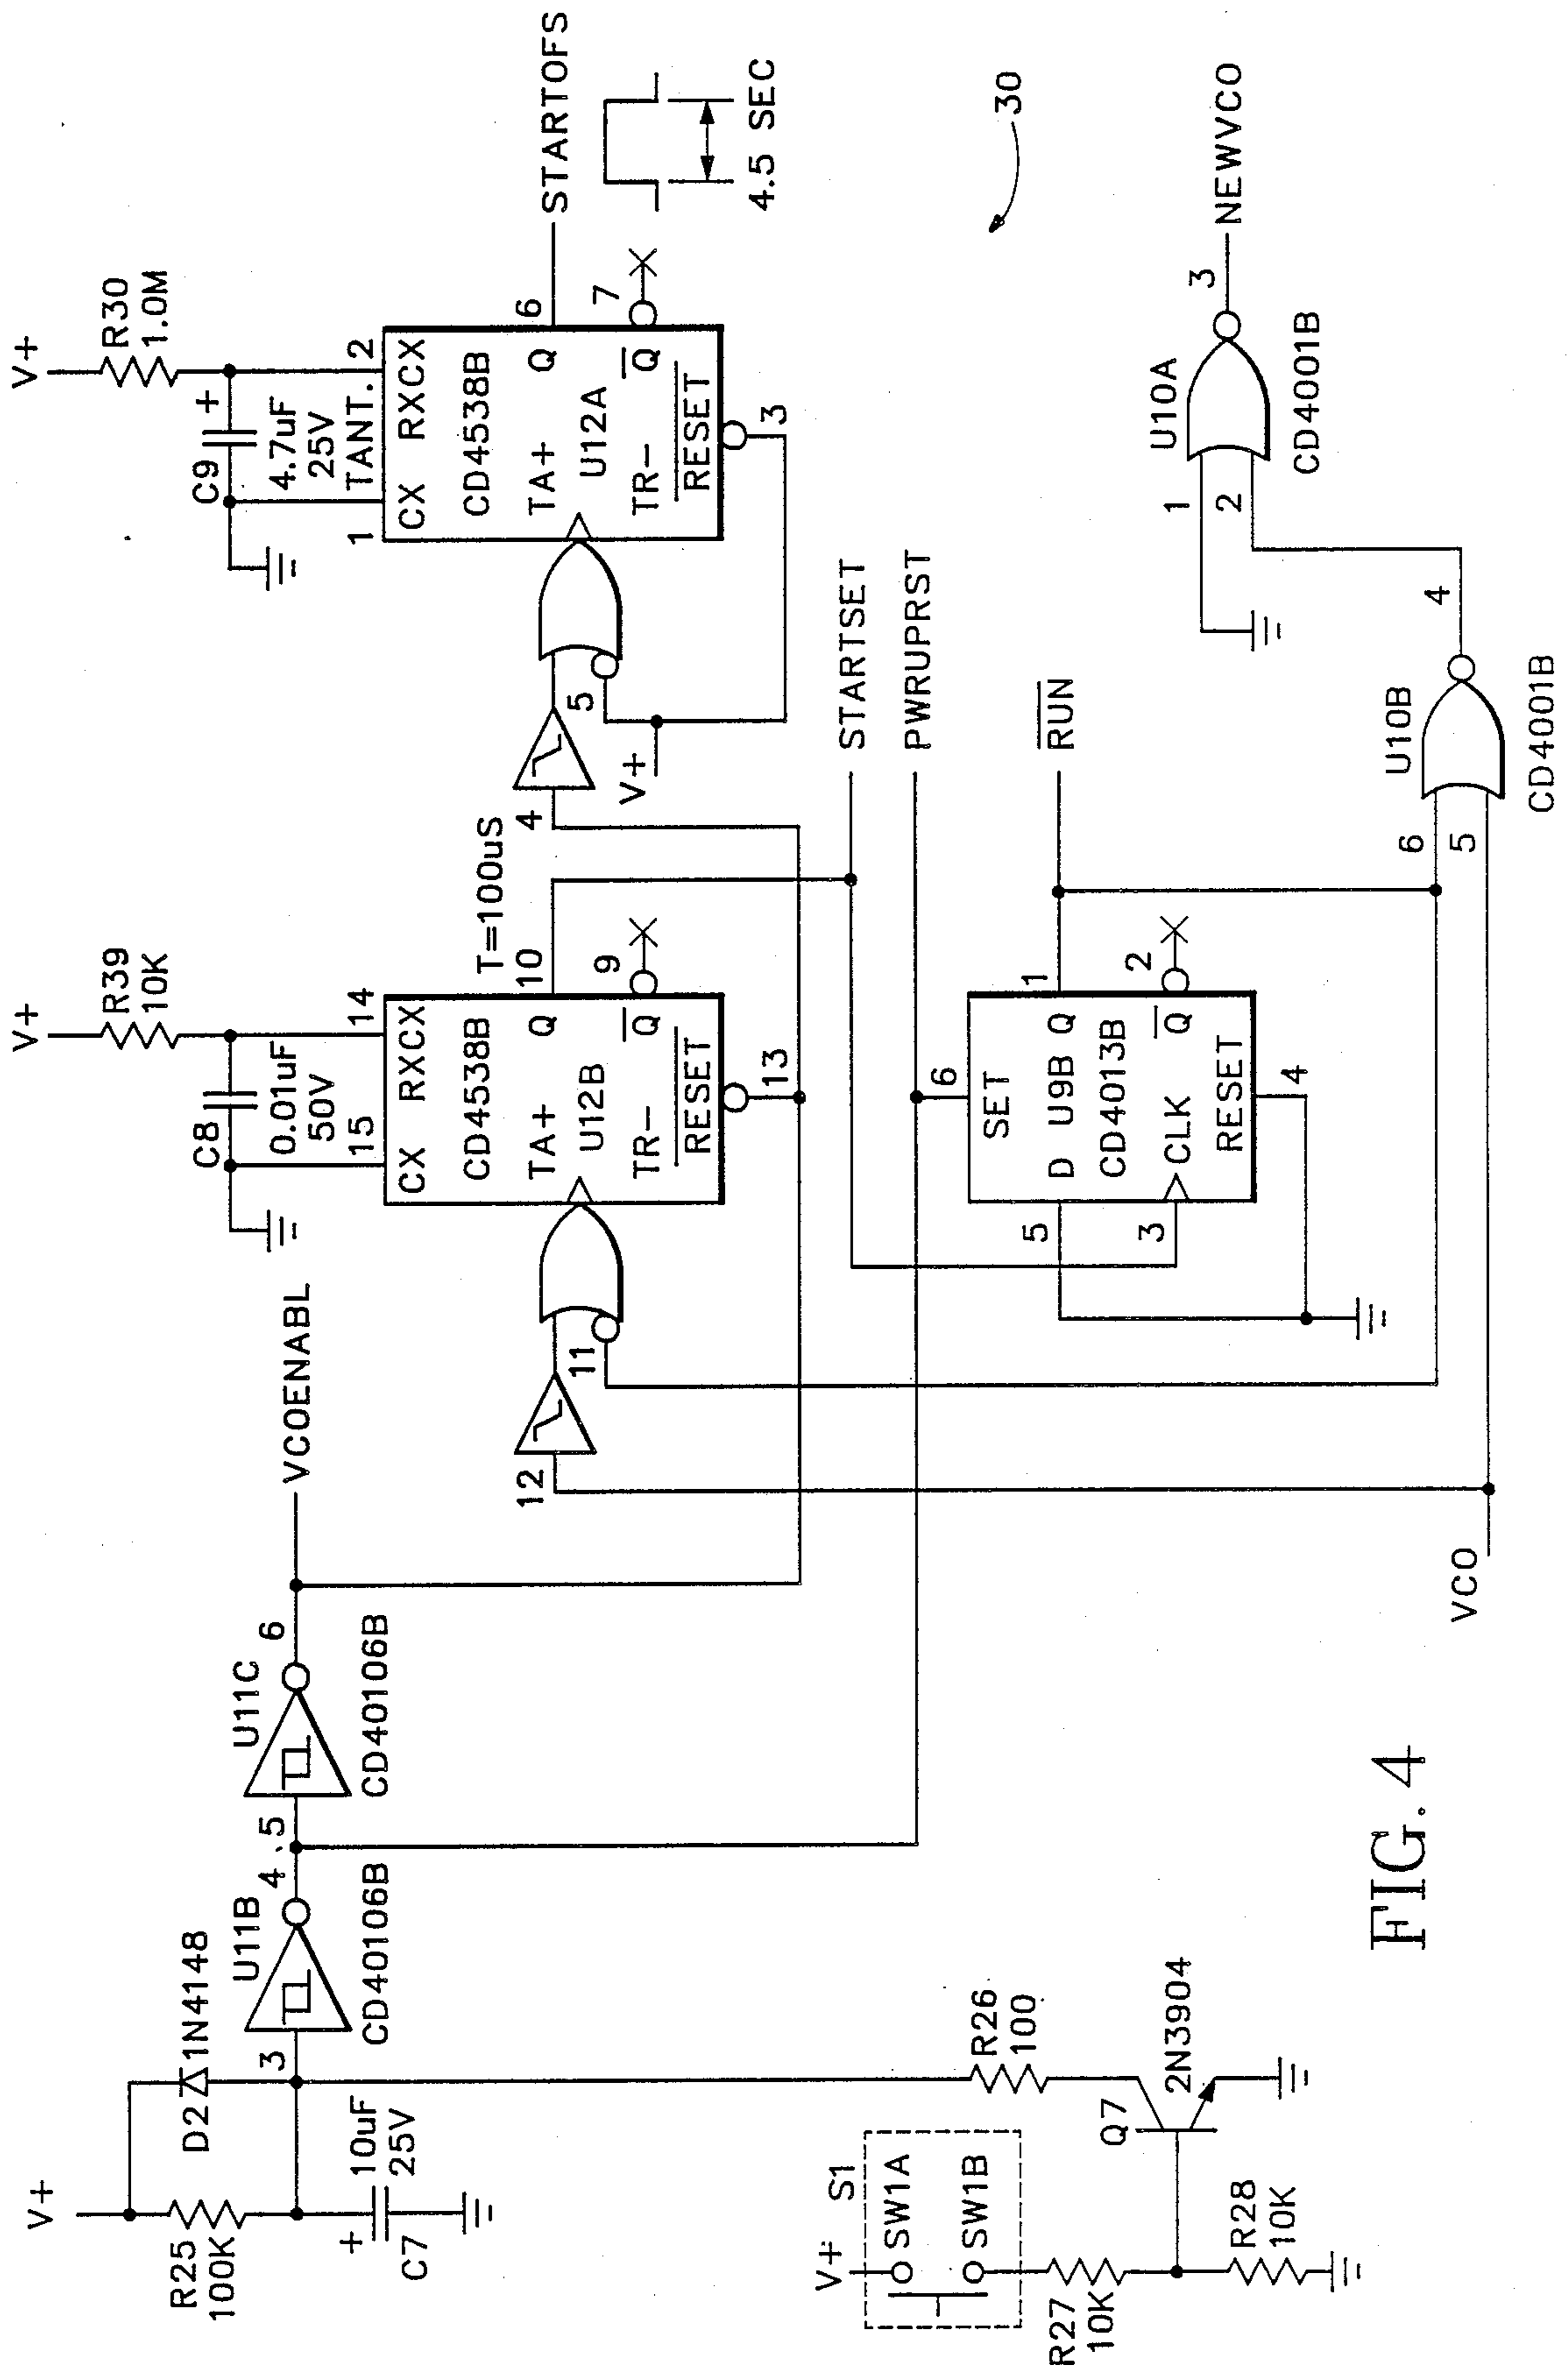 V+
R25
100K
D2
1N4148
+
10uF
25V
C7
3
U11B
CD40106B
4
5
U11C
CD40106B
6
VCOENABL
V+
R39
10K
C8
0.01uF
50V
15
14
CX RXCX
CD4538B
TA+ Q
U12B
TR- Q
RESET
12
11
13
T=100uS
10
9
V+
R30
1.0M
C9
+
4.7uF
25V
TANT.
1
2
CX RXCX
CD4538B
TA+ Q
U12A
TR- Q
RESET
4
5
V+
3
6
7
STARTOFS
4.5 SEC
STARTSET
PWRUPRST
RUN
6
SET
D U9B Q
CD4013B
CLK Q
RESET
5
3
1
2
4
V+
S1
SW1A
SW1B
R27
10K
R28
10K
R26
100
Q7
2N3904
VCO
6
5
U10B
CD4001B
4
1
2
U10A
CD4001B
3
NEWVCO
30
FIG. 4